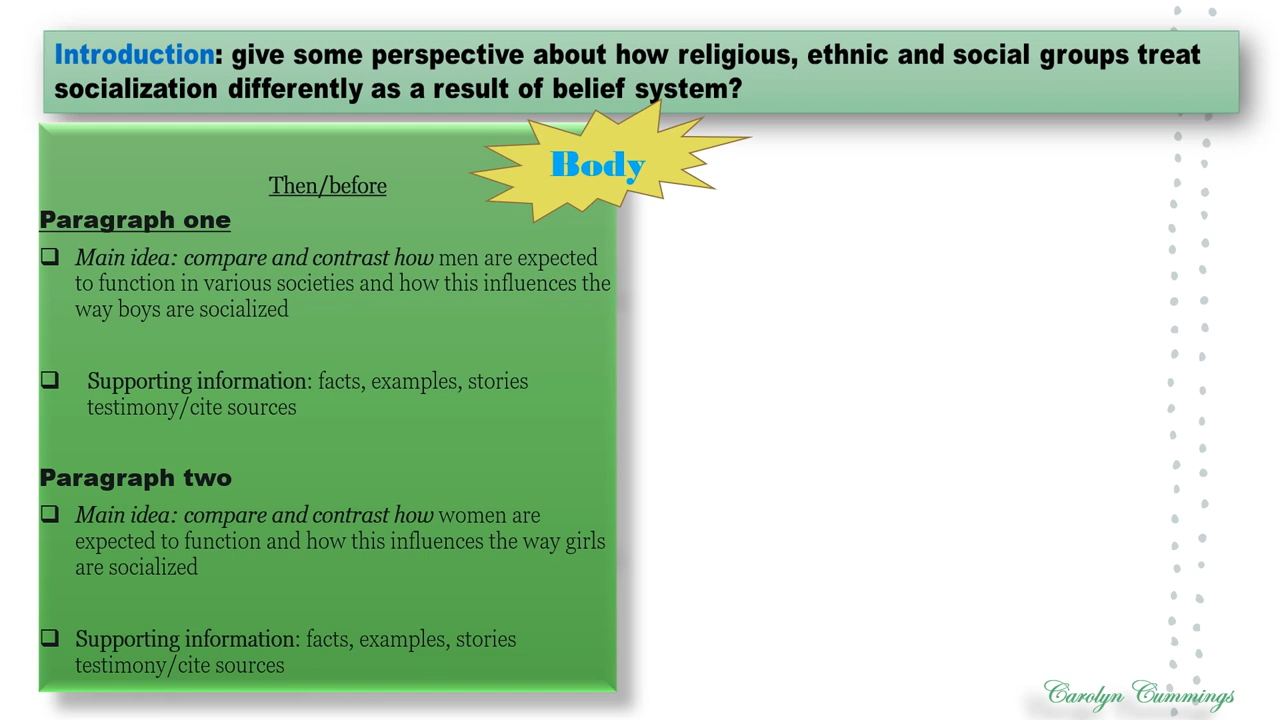 Introduction: give some perspective about how religious, ethnic and social groups treat
socialization differently as a result of belief system?
Body
Then/before
Paragraph one
Main idea: compare and contrast how men are expected
to function in various societies and how this influences the
way boys are socialized
Supporting information: facts, examples, stories
testimony/cite sources
Paragraph two
Main idea: compare and contrast how women are
expected to function and how this influences the way girls
are socialized
Supporting information: facts, examples, stories
testimony/cite sources
Carolyn Cummings